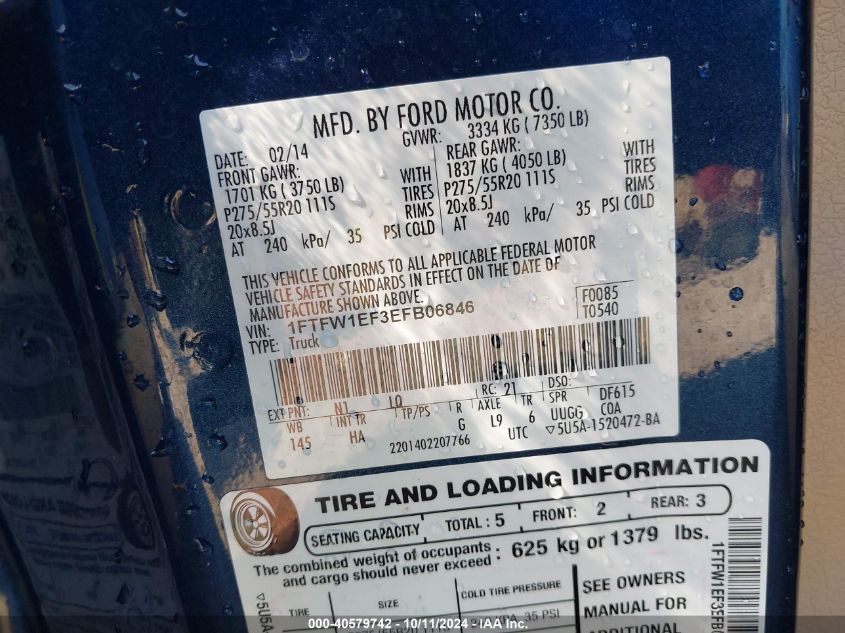 MFD. BY FORD MOTOR CO.
DATE: 02/14 GVWR: 3334 KG ( 7350 LB)
FRONT GAWR: REAR GAWR:
1701 KG ( 3750 LB) WITH 1837 KG ( 4050 LB) WITH
P275/55R20 111S TIRES P275/55R20 111S TIRES
20x8.5J RIMS 20x8.5J RIMS
AT 240 kPa/ 35 PSI COLD AT 240 kPa/ 35 PSI COLD
THIS VEHICLE CONFORMS TO ALL APPLICABLE FEDERAL MOTOR
VEHICLE SAFETY STANDARDS IN EFFECT ON THE DATE OF
MANUFACTURE SHOWN ABOVE.
VIN: 1FTFW1EF3EFB06846 F0085
TYPE: Truck T0540
EXT PNT: N1 IQ RC: 21 DSO:
WB INT TR TP/PS R AXLE TR SPR DF615
145 HA G L9 6 UUGG COA
2201402207766 UTC ▽5U5A-1520472-BA
TIRE AND LOADING INFORMATION
SEATING CAPACITY TOTAL : 5 FRONT: 2 REAR: 3
The combined weight of occupants and cargo should never exceed : 625 kg or 1379 lbs.
TIRE SIZE COLD TIRE PRESSURE SEE OWNERS
35 PSI MANUAL FOR
ADDITIONAL
▽5U5A
1FTFW1EF3EFB0
000-40579742 - 10/11/2024 - IAA Inc.